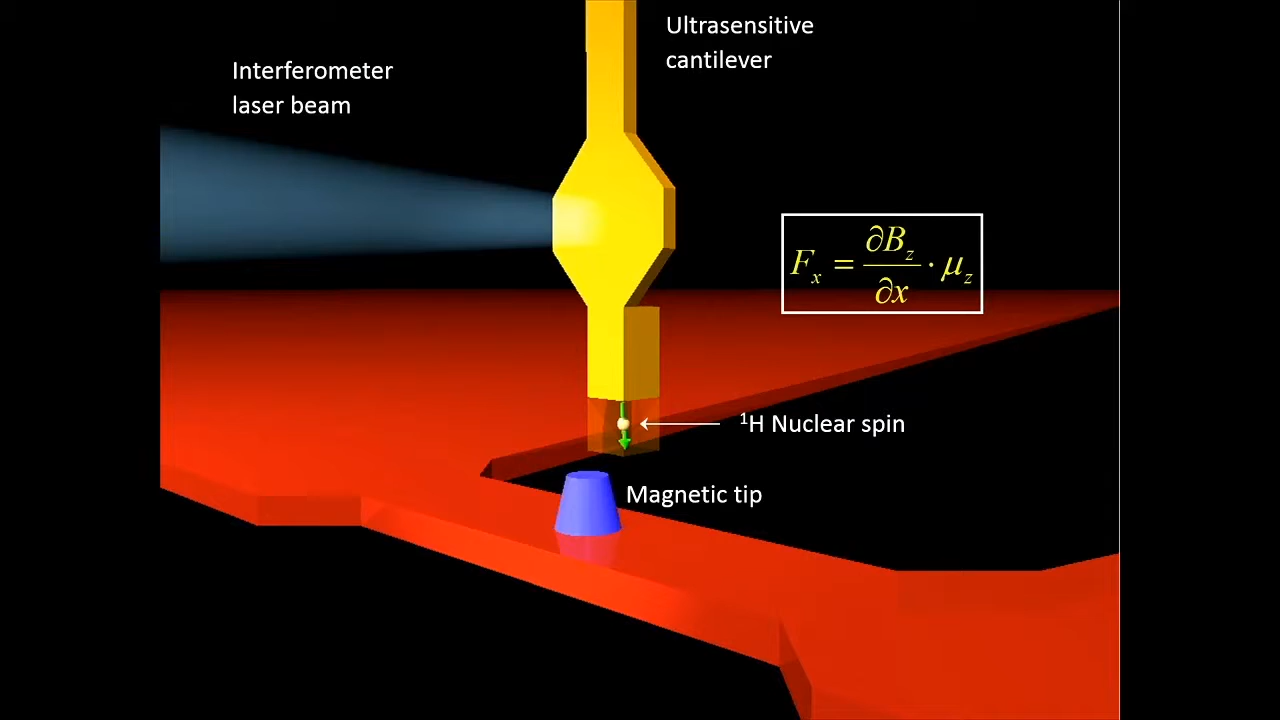 Ultrasensitive
cantilever
Interferometer
laser beam
F_x = ∂B_z/∂x · μ_z
¹H Nuclear spin
Magnetic tip